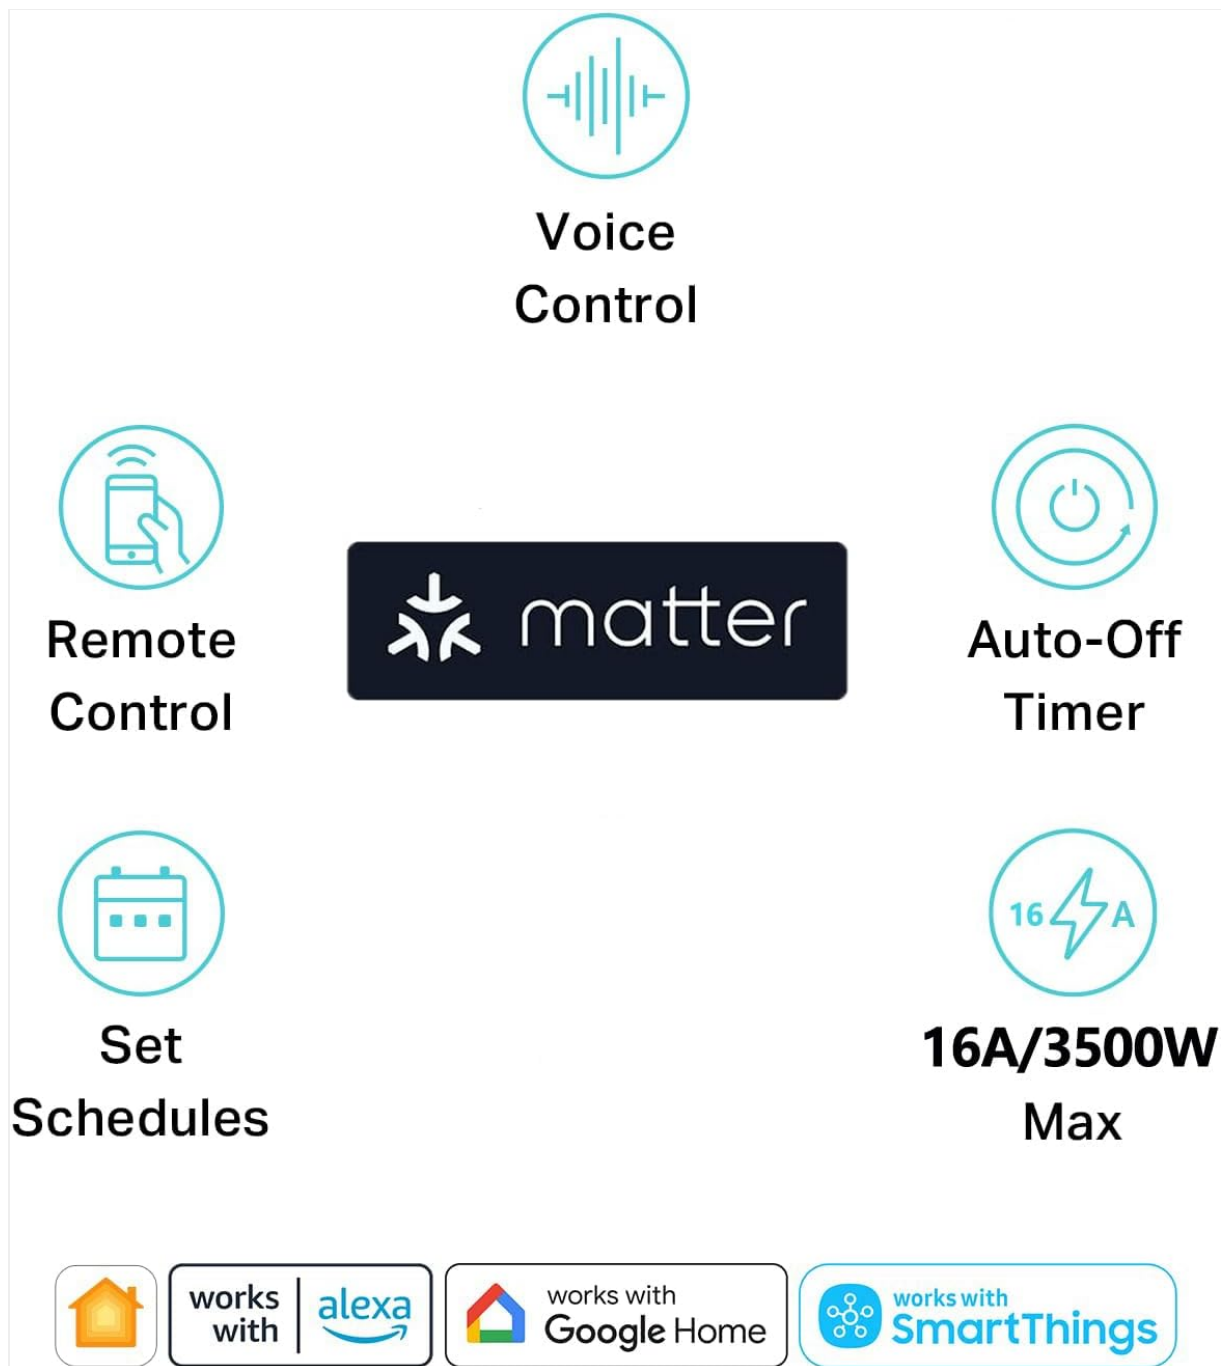 Voice
Control
Remote
Control
matter
Auto-Off
Timer
16 A
Set
Schedules
16A/3500W
Max
works
with
alexa
works with
Google Home
works with
SmartThings